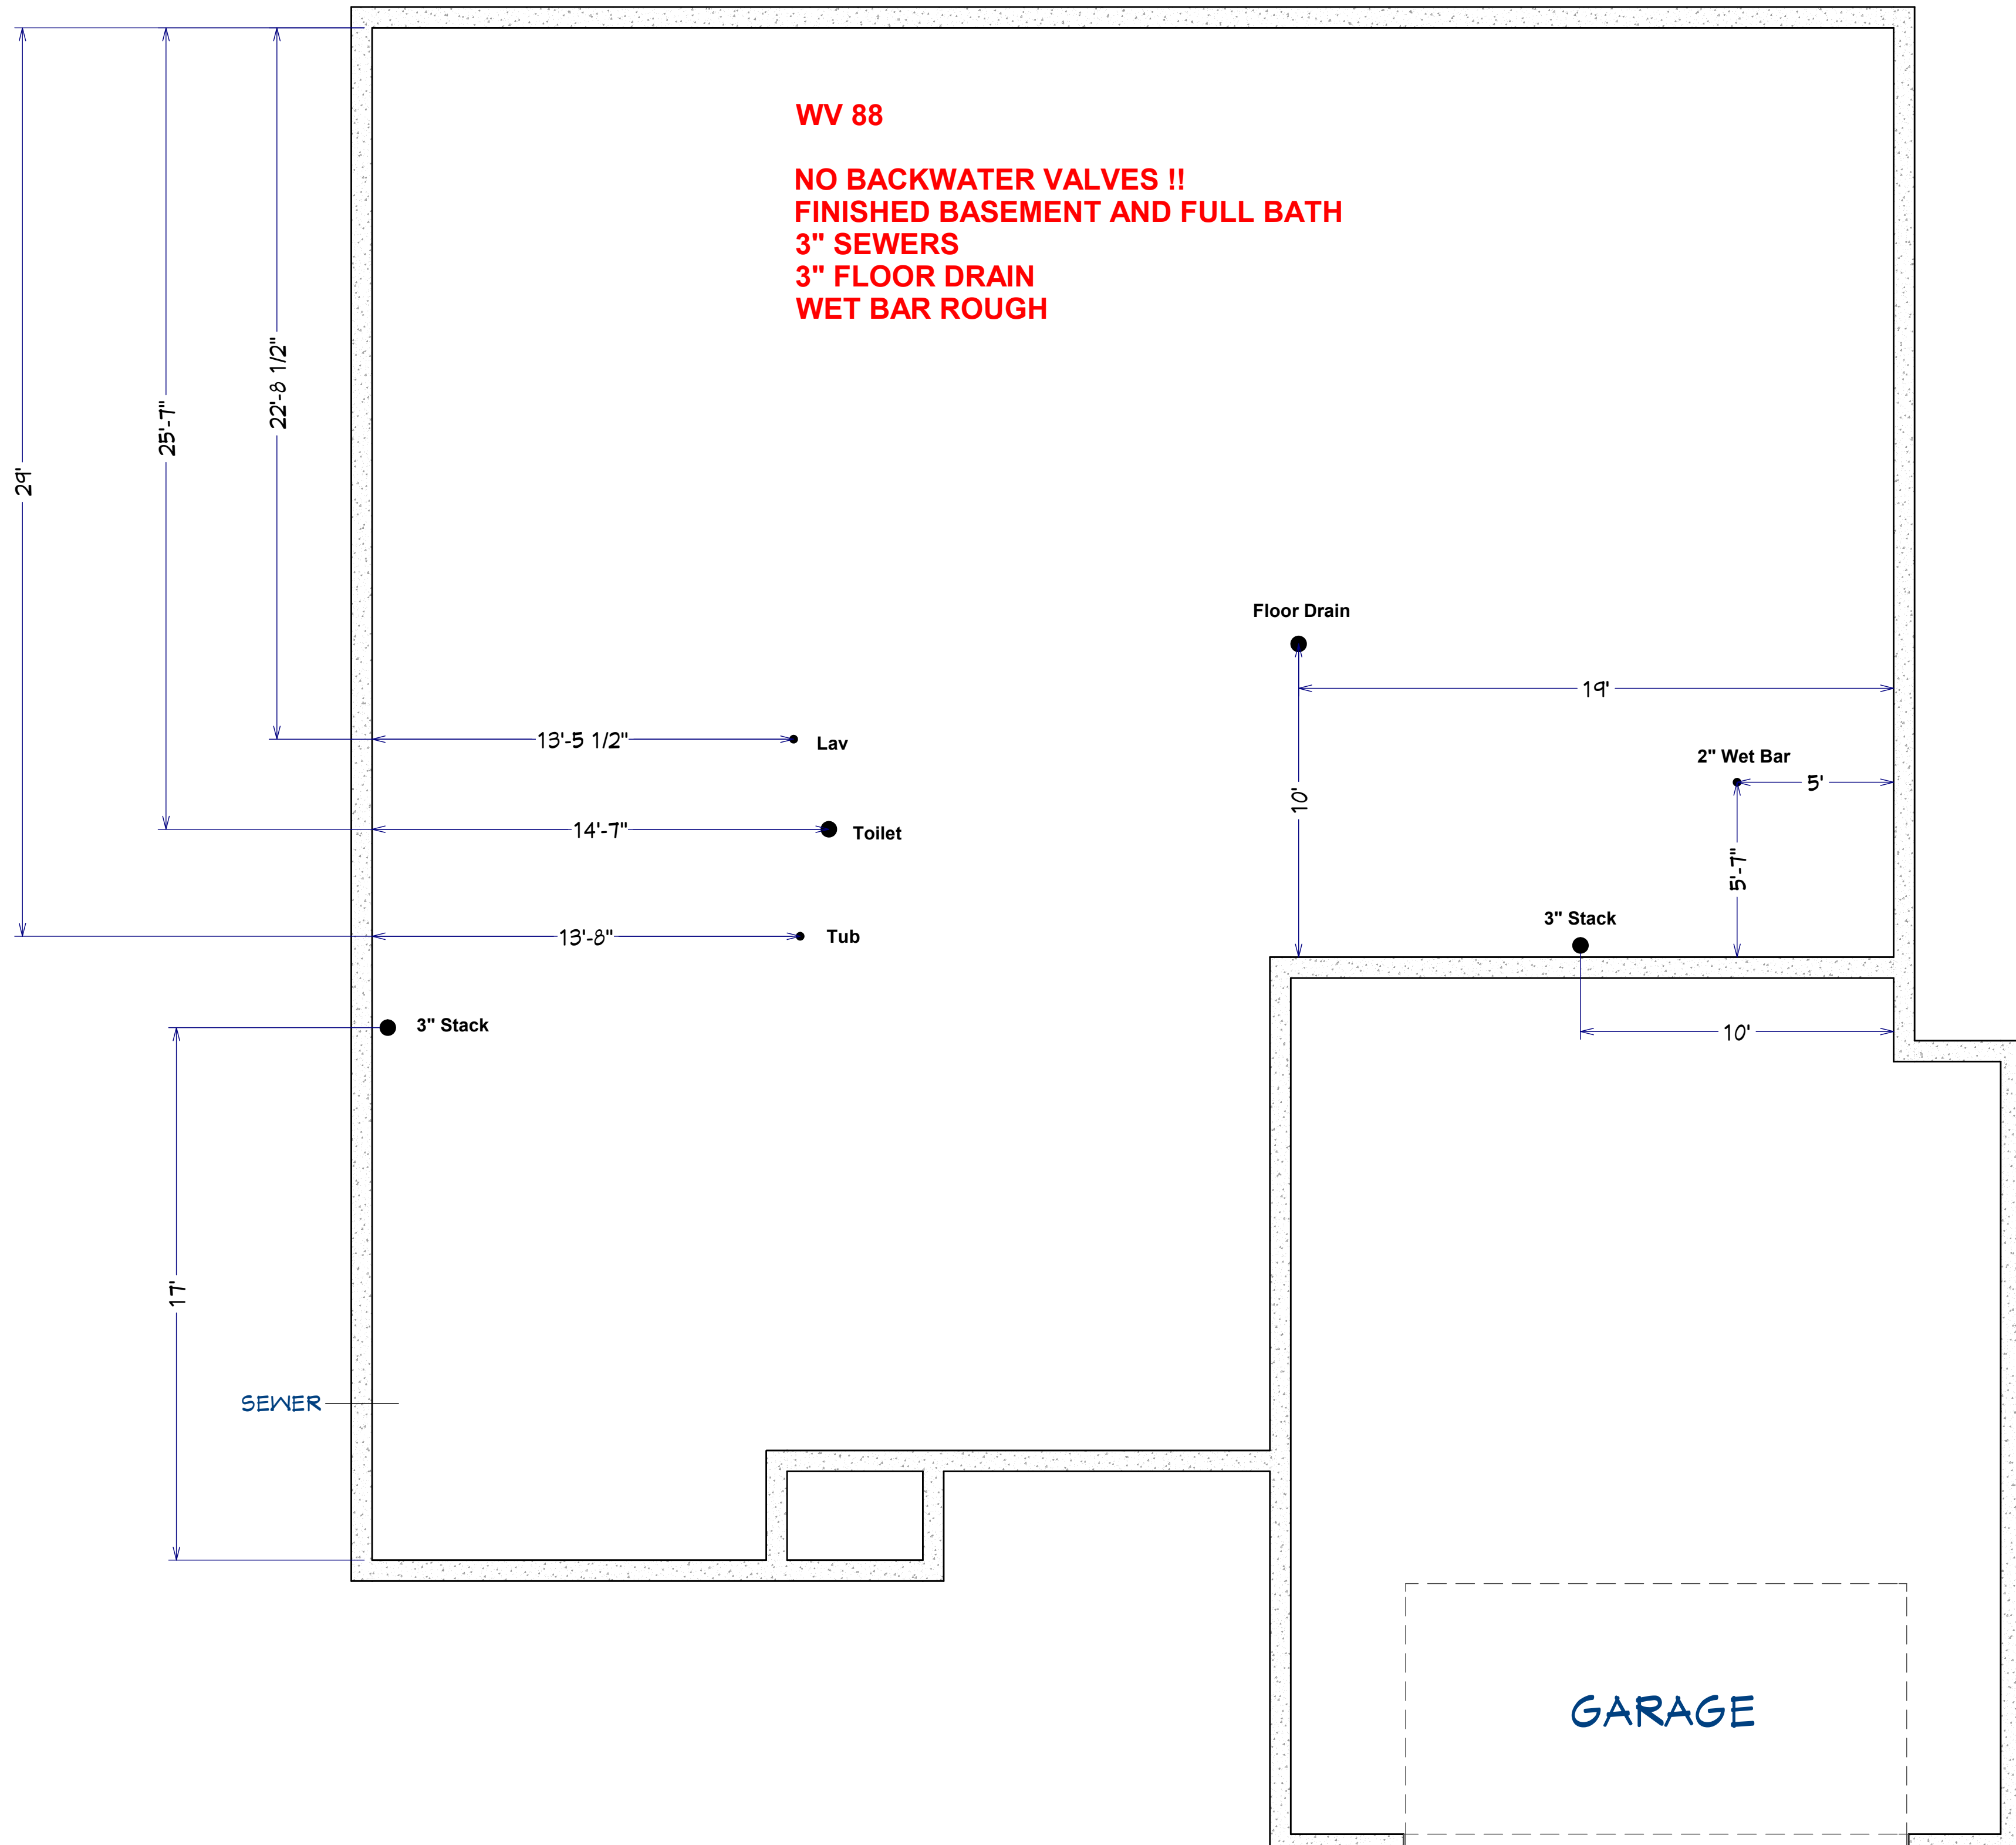 WV 88
NO BACKWATER VALVES !!
FINISHED BASEMENT AND FULL BATH
3" SEWERS
3" FLOOR DRAIN
WET BAR ROUGH
22'-8 1/2"
25'-7"
29'
Floor Drain
19'
13'-5 1/2"
Lav
2" Wet Bar
5'
10'
14'-7"
Toilet
5'-7"
3" Stack
13'-8"
Tub
3" Stack
10'
17'
SEWER
GARAGE